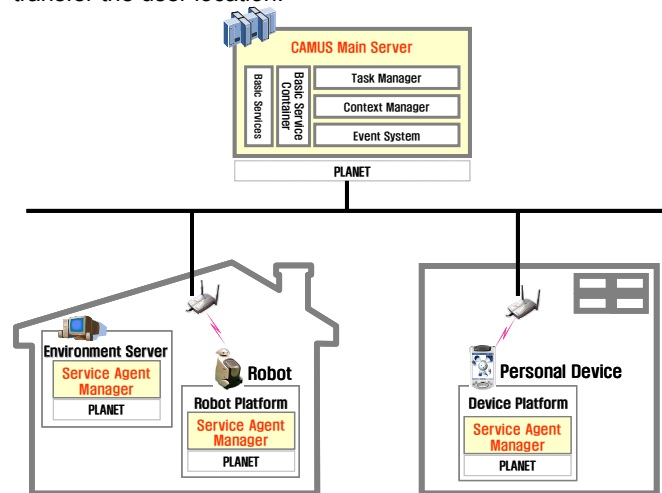 transfer the user location.
CAMUS Main Server
Basic Services
Basic Service
Container
Task Manager
Context Manager
Event System
PLANET
Environment Server
Service Agent
Manager
PLANET
Robot
Robot Platform
Service Agent
Manager
PLANET
Personal Device
Device Platform
Service Agent
Manager
PLANET